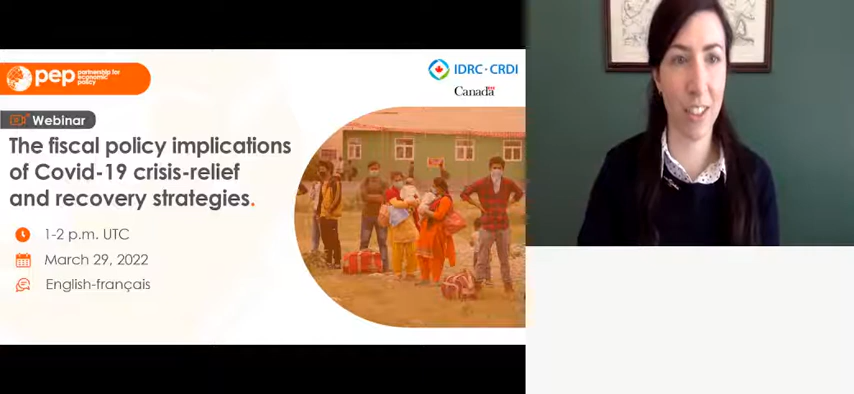 pep partnership for
economic
policy
IDRC · CRDI
Canada
Webinar
The fiscal policy implications
of Covid-19 crisis-relief
and recovery strategies.
1-2 p.m. UTC
March 29, 2022
English-français